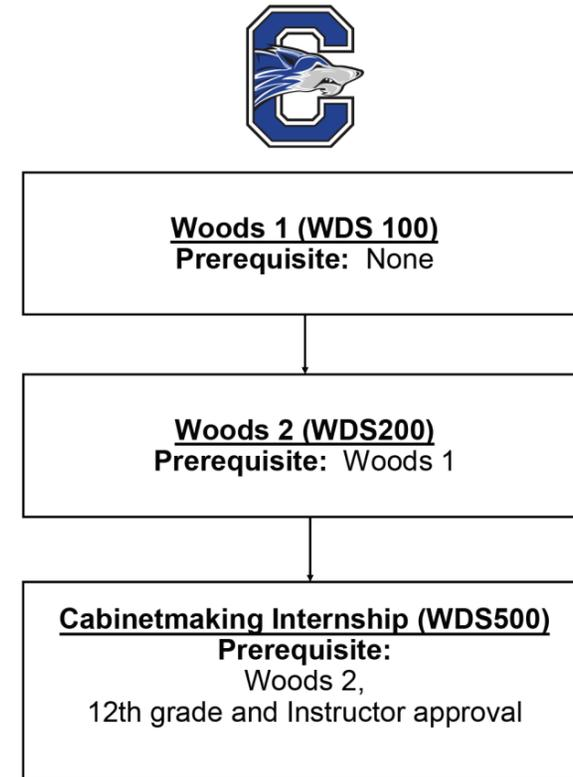 C
Woods 1 (WDS 100)
Prerequisite: None
Woods 2 (WDS200)
Prerequisite: Woods 1
Cabinetmaking Internship (WDS500)
Prerequisite:
Woods 2,
12th grade and Instructor approval